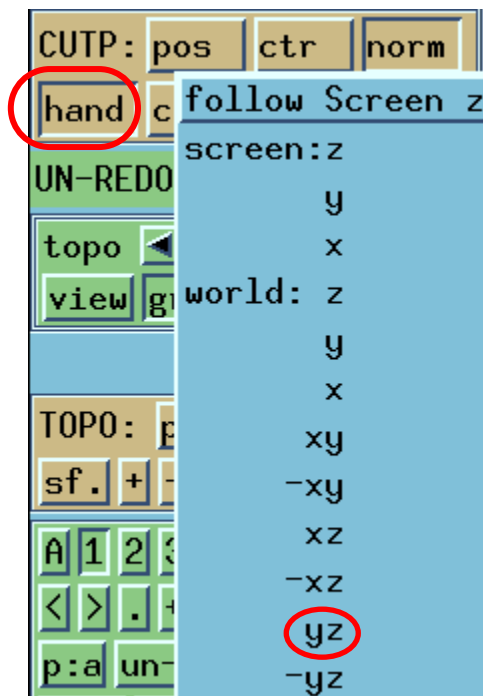 CUTP: pos ctr norm
hand c
follow Screen z
screen:z
y
x
world: z
y
x
xy
-xy
xz
-xz
yz
-yz
UN-REDO
topo
view
TOPO:
sf. +
A 1 2
< > .
p:a un-